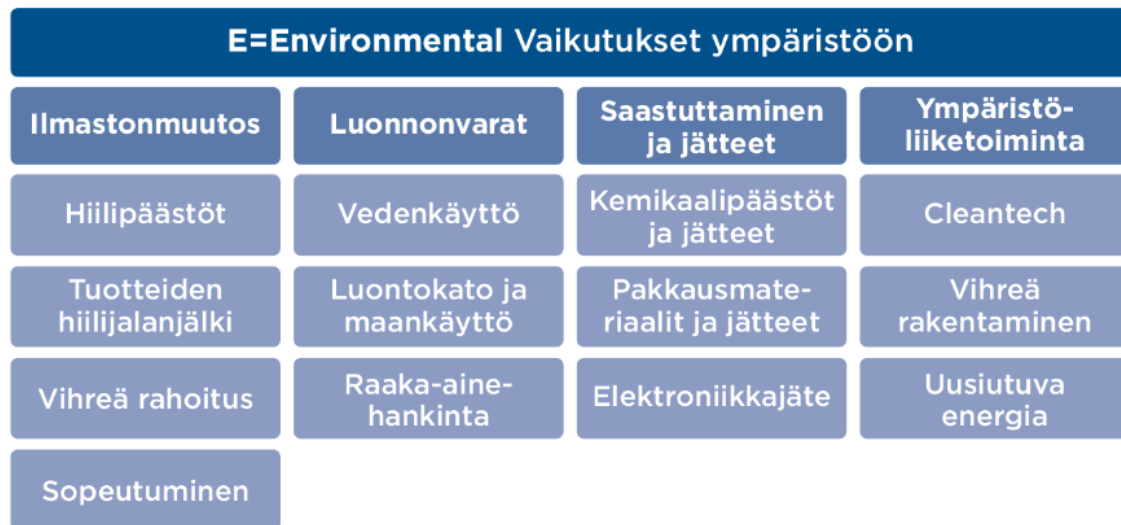 E=Environmental Vaikutukset ympäristöön
Ilmastonmuutos
Luonnonvarat
Saastuttaminen
ja jätteet
Ympäristö-
liiketoiminta
Hiilipäästöt
Vedenkäyttö
Kemikaalipäästöt
ja jätteet
Cleantech
Tuotteiden
hiilijalanjälki
Luontokato ja
maankäyttö
Pakkausmate-
riaalit ja jätteet
Vihreä
rakentaminen
Vihreä rahoitus
Raaka-aine-
hankinta
Elektroniikkajäte
Uusiutuva
energia
Sopeutuminen